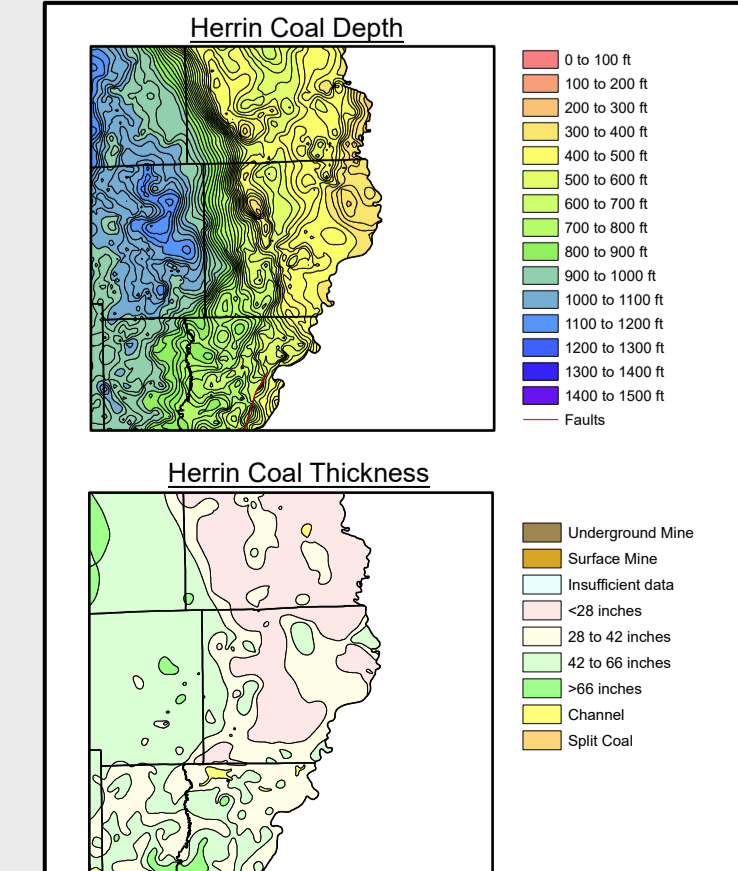 Herrin Coal Depth
0 to 100 ft
100 to 200 ft
200 to 300 ft
300 to 400 ft
400 to 500 ft
500 to 600 ft
600 to 700 ft
700 to 800 ft
800 to 900 ft
900 to 1000 ft
1000 to 1100 ft
1100 to 1200 ft
1200 to 1300 ft
1300 to 1400 ft
1400 to 1500 ft
Faults
Herrin Coal Thickness
Underground Mine
Surface Mine
Insufficient data
<28 inches
28 to 42 inches
42 to 66 inches
>66 inches
Channel
Split Coal